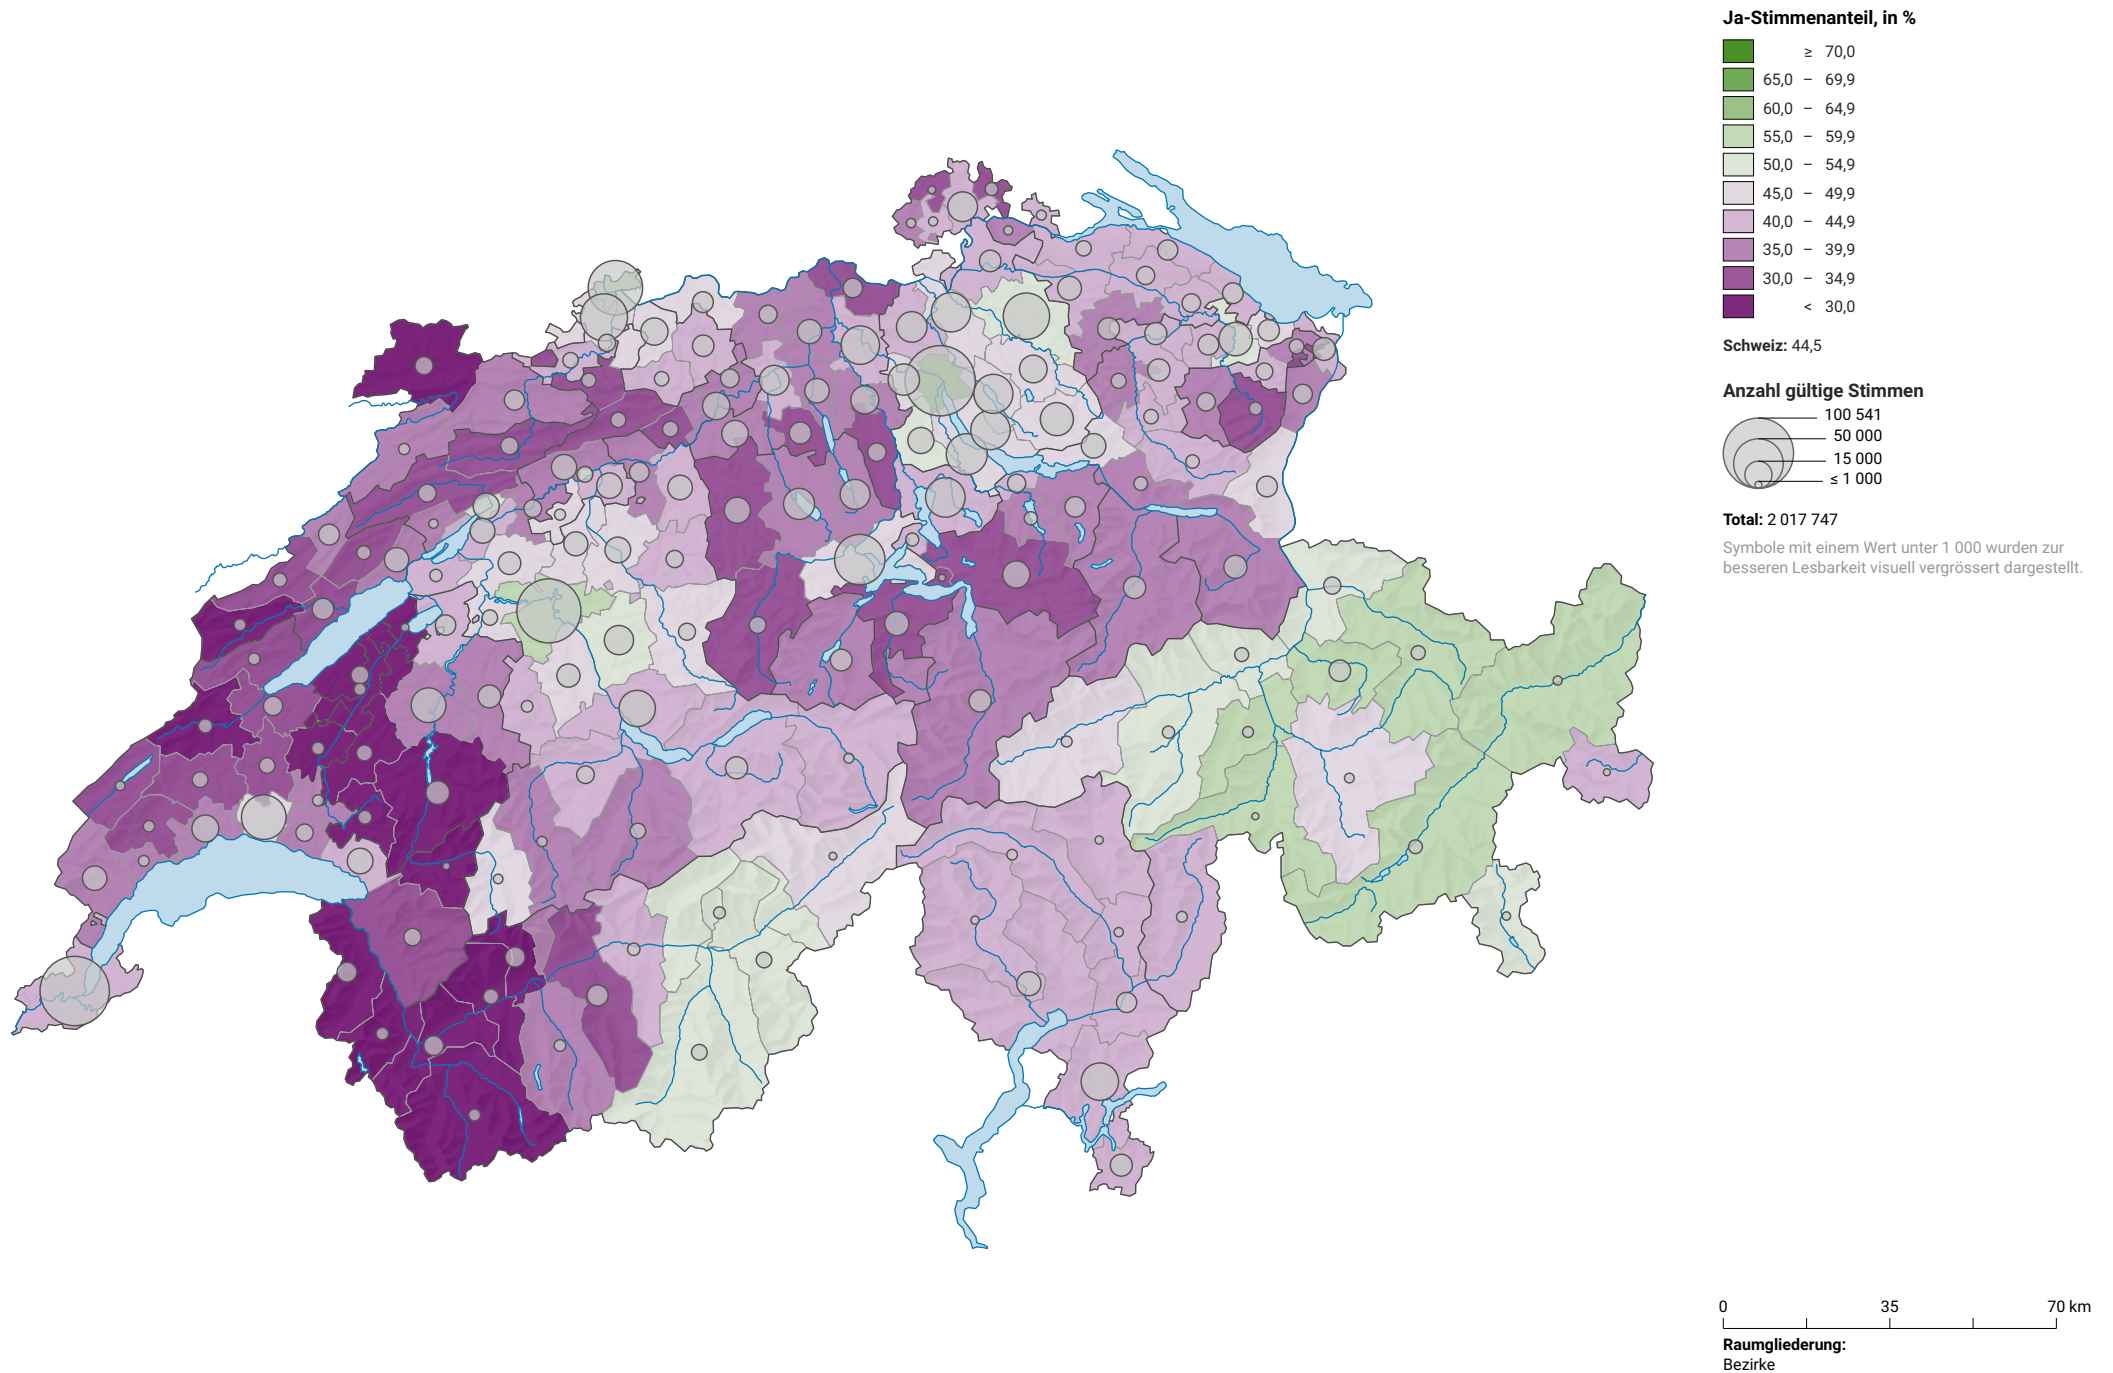 Ja-Stimmenanteil, in %
≥ 70,0
65,0 – 69,9
60,0 – 64,9
55,0 – 59,9
50,0 – 54,9
45,0 – 49,9
40,0 – 44,9
35,0 – 39,9
30,0 – 34,9
< 30,0
Schweiz: 44,5
Anzahl gültige Stimmen
100 541
50 000
15 000
≤ 1 000
Total: 2 017 747
Symbole mit einem Wert unter 1 000 wurden zur
besseren Lesbarkeit visuell vergrössert dargestellt.
0 35 70 km
Raumgliederung:
Bezirke